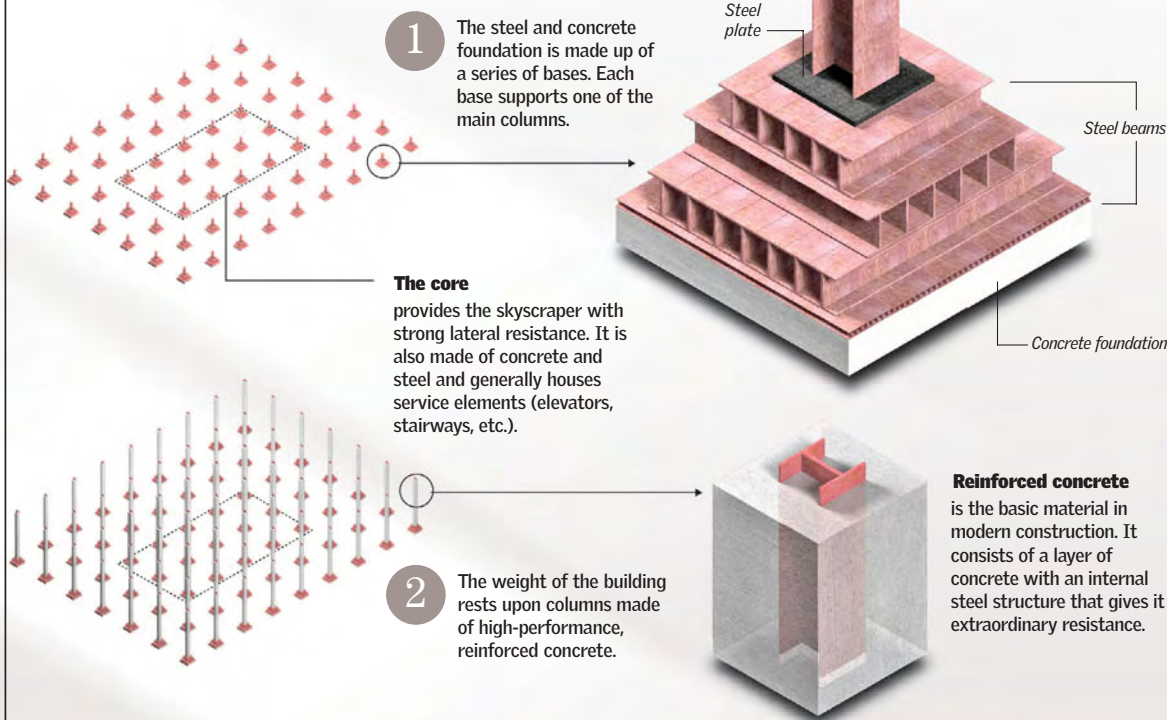 1
The steel and concrete
foundation is made up of
a series of bases. Each
base supports one of the
main columns.
Steel
plate
Steel beams
Concrete foundation
The core
provides the skyscraper with
strong lateral resistance. It is
also made of concrete and
steel and generally houses
service elements (elevators,
stairways, etc.).
2
The weight of the building
rests upon columns made
of high-performance,
reinforced concrete.
Reinforced concrete
is the basic material in
modern construction. It
consists of a layer of
concrete with an internal
steel structure that gives it
extraordinary resistance.